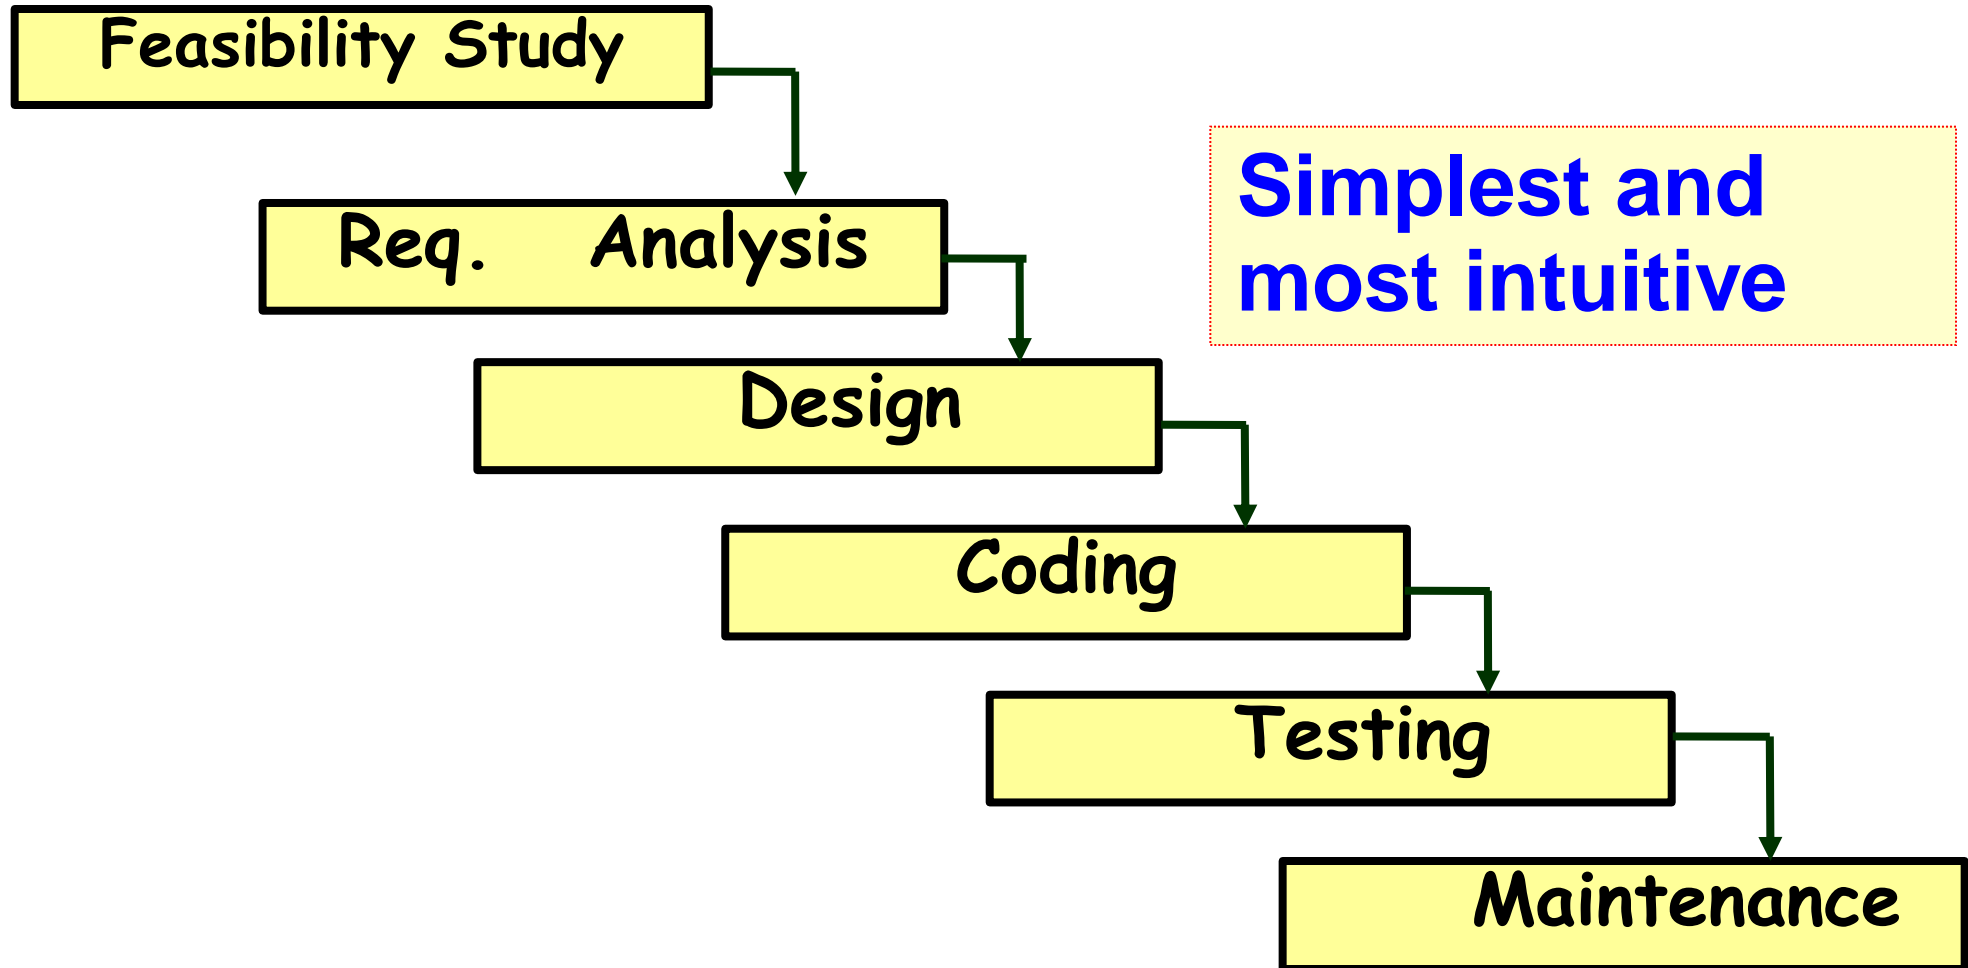 Feasibility Study
Simplest and
most intuitive
Req. Analysis
Design
Coding
Testing
Maintenance